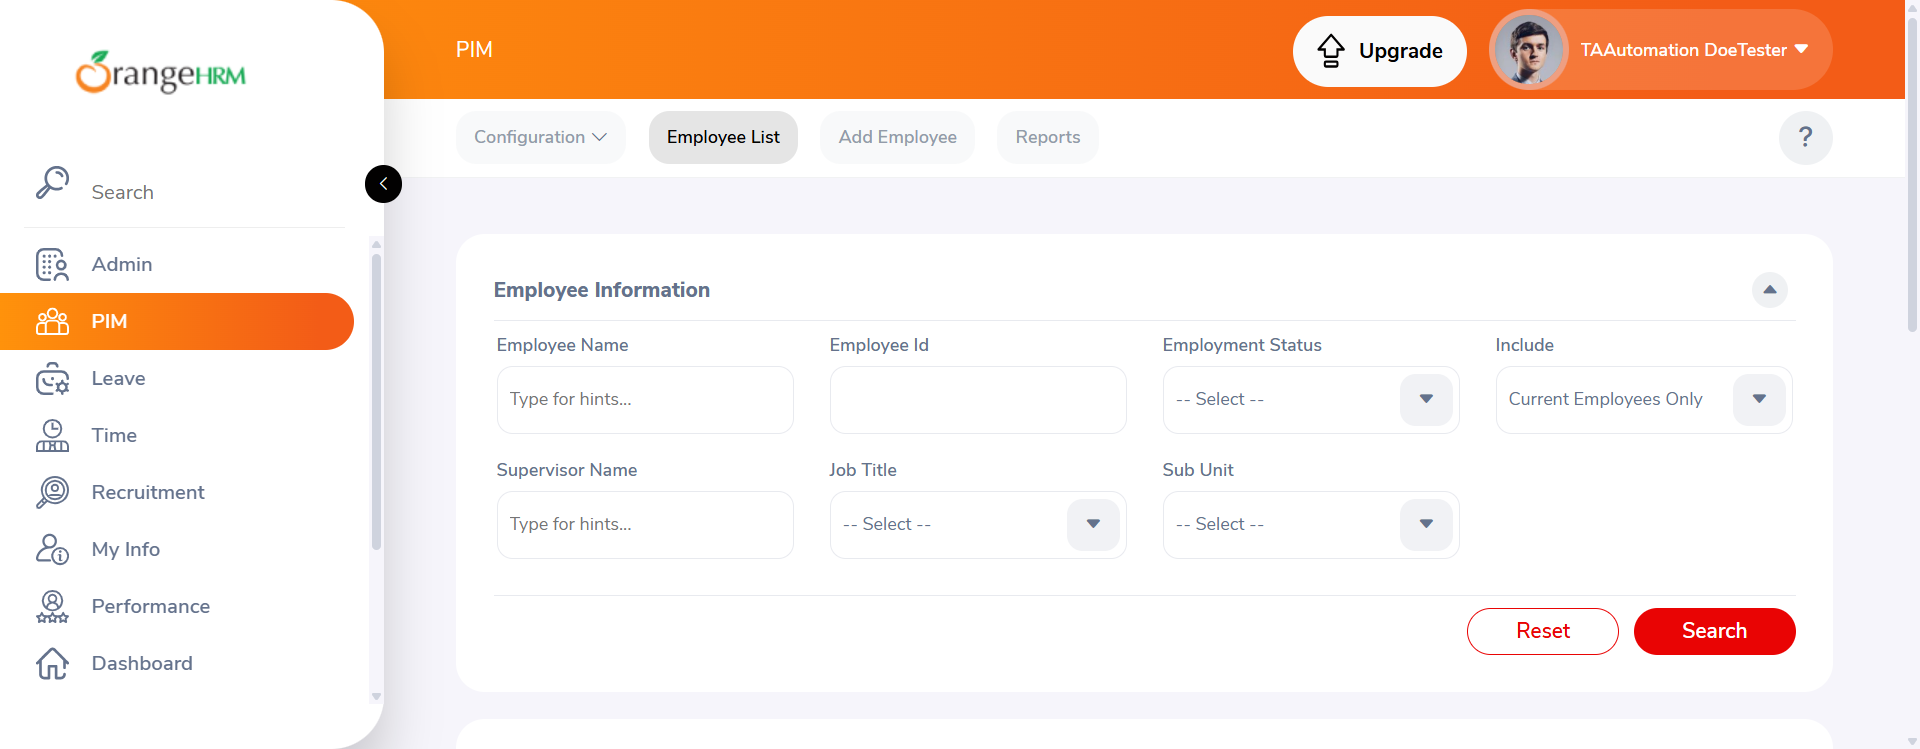 OrangeHRM
PIM
Upgrade
TAAutomation DoeTester
Search
Configuration
Employee List
Add Employee
Reports
?
Admin
PIM
Leave
Time
Recruitment
My Info
Performance
Dashboard
Employee Information
Employee Name
Employee Id
Employment Status
Include
Type for hints...
-- Select --
Current Employees Only
Supervisor Name
Job Title
Sub Unit
Type for hints...
-- Select --
-- Select --
Reset
Search